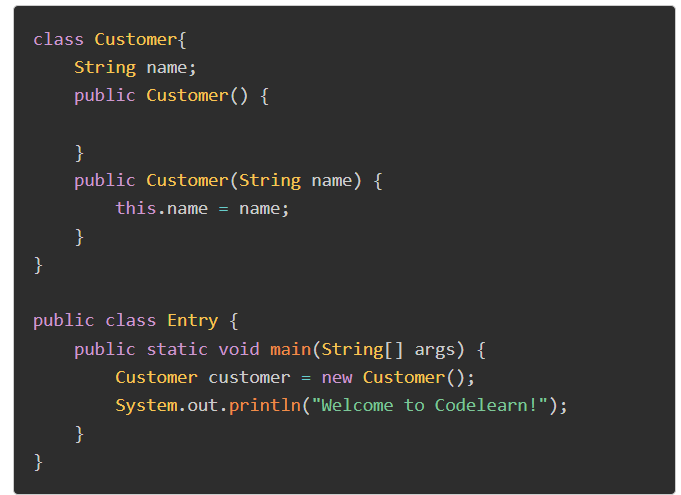 class Customer{
    String name;
    public Customer() {

    }
    public Customer(String name) {
        this.name = name;
    }
}

public class Entry {
    public static void main(String[] args) {
        Customer customer = new Customer();
        System.out.println("Welcome to Codelearn!");
    }
}